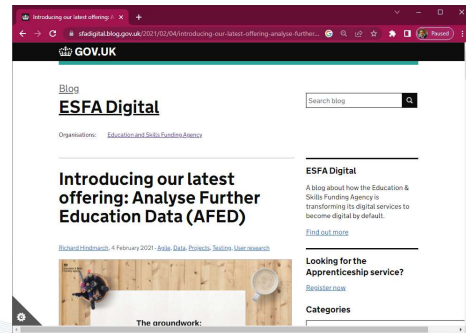 Introducing our latest offering: A
sfadigital.blog.gov.uk/2021/02/04/introducing-our-latest-offering-analyse-further...
Paused
GOV.UK
Blog
ESFA Digital
Search blog
Organisations: Education and Skills Funding Agency
Introducing our latest
offering: Analyse Further
Education Data (AFED)
Richard Hindmarch, 4 February 2021 - Agile, Data, Projects, Testing, User research
The groundwork:
ESFA Digital
A blog about how the Education &
Skills Funding Agency is
transforming its digital services to
become digital by default.
Find out more
Looking for the
Apprenticeship service?
Register now
Categories